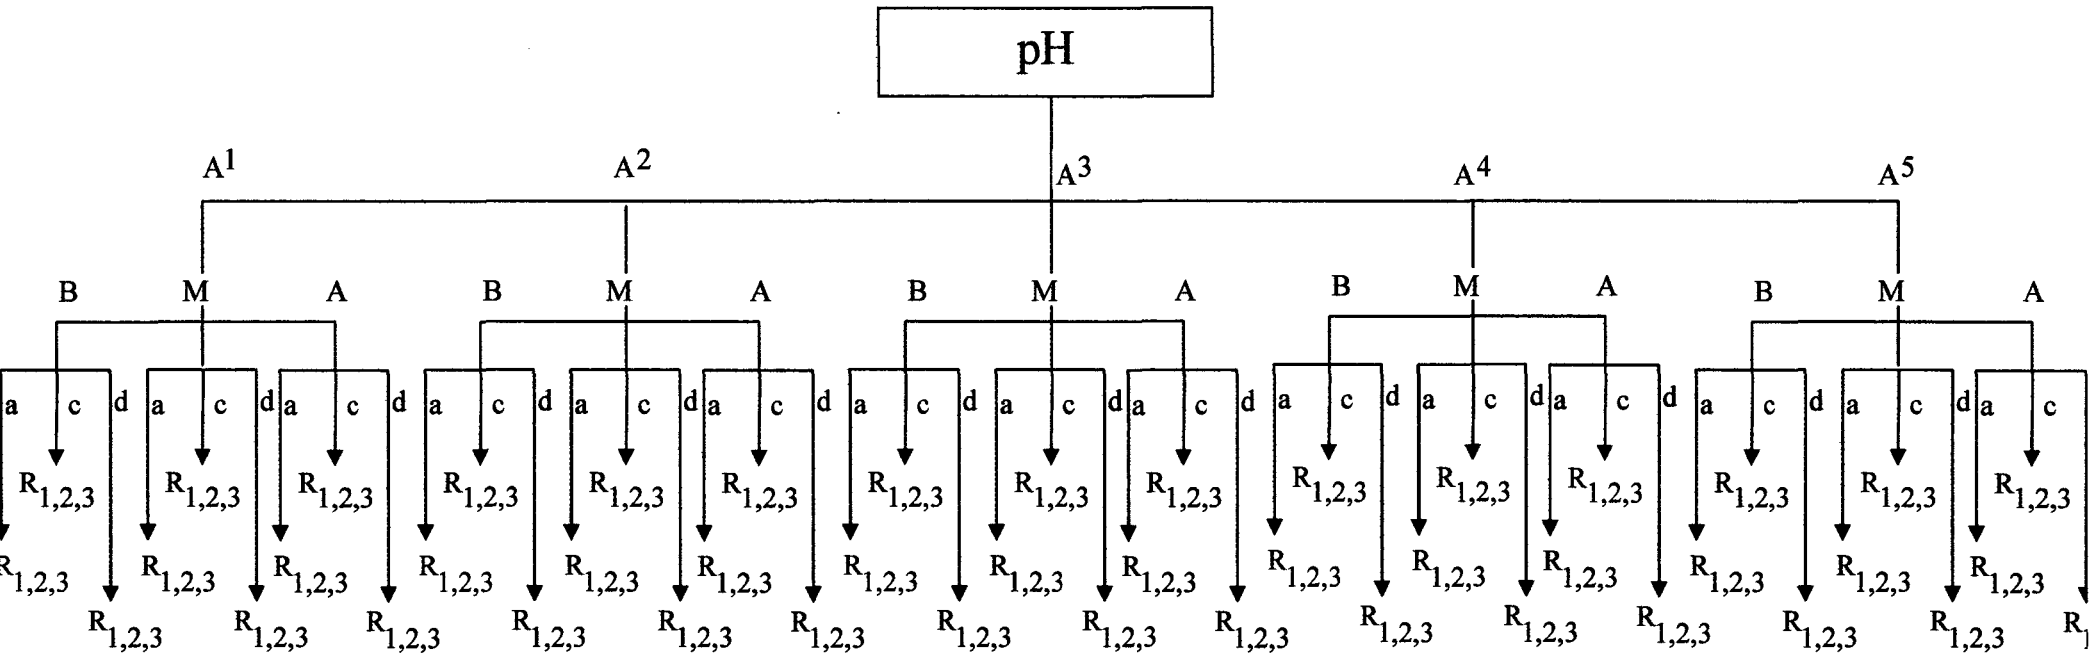 pH
A1 A2 A3 A4 A5
B M A B M A B M A B M A B M A
a c d a c d a c d a c d a c d a c d a c d a c d a c d a c d a c d a c d a c d a c d a c
R1,2,3 R1,2,3 R1,2,3 R1,2,3 R1,2,3 R1,2,3 R1,2,3 R1,2,3 R1,2,3 R1,2,3 R1,2,3 R1,2,3 R1,2,3 R1,2,3 R1,2,3
R1,2,3 R1,2,3 R1,2,3 R1,2,3 R1,2,3 R1,2,3 R1,2,3 R1,2,3 R1,2,3 R1,2,3 R1,2,3 R1,2,3 R1,2,3 R1,2,3 R1,2,3
R1,2,3 R1,2,3 R1,2,3 R1,2,3 R1,2,3 R1,2,3 R1,2,3 R1,2,3 R1,2,3 R1,2,3 R1,2,3 R1,2,3 R1,2,3 R1,2,3 R1